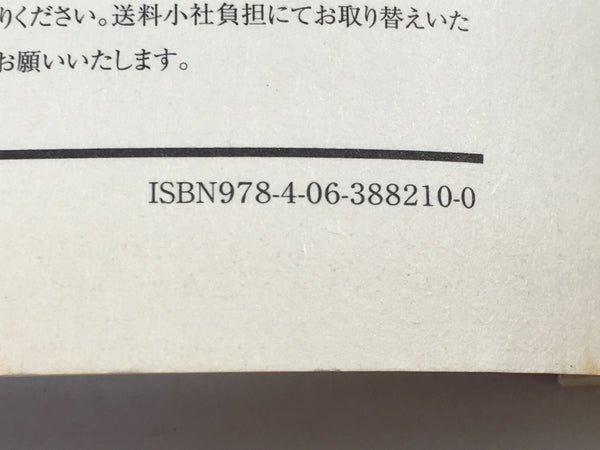 りください。送料小社負担にてお取り替えいた
お願いいたします。
ISBN978-4-06-388210-0